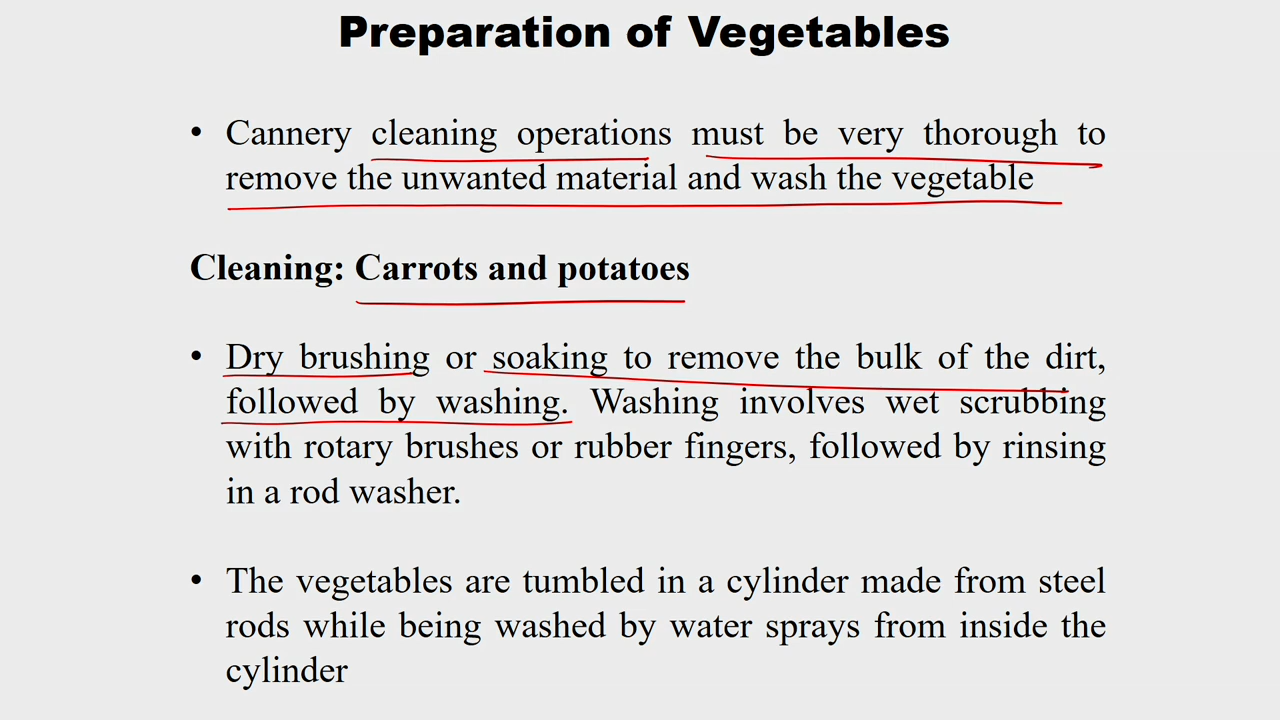 Preparation of Vegetables
• Cannery cleaning operations must be very thorough to
remove the unwanted material and wash the vegetable
Cleaning: Carrots and potatoes
• Dry brushing or soaking to remove the bulk of the dirt,
followed by washing. Washing involves wet scrubbing
with rotary brushes or rubber fingers, followed by rinsing
in a rod washer.
• The vegetables are tumbled in a cylinder made from steel
rods while being washed by water sprays from inside the
cylinder